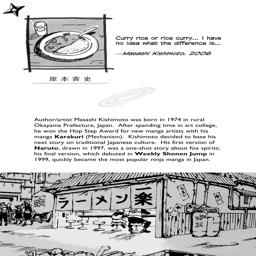 Curry rice or rice curry... I have
no idea what the difference is...
—Masashi Kishimoto, 2006
岸本斉史
Author/artist Masashi Kishimoto was born in 1974 in rural
Okayama Prefecture, Japan. After spending time in art college,
he won the Hop Step Award for new manga artists with his
manga Karakuri (Mechanism). Kishimoto decided to base his
next story on traditional Japanese culture. His first version of
Naruto, drawn in 1997, was a one-shot story about fox spirits;
his final version, which debuted in Weekly Shonen Jump in
1999, quickly became the most popular ninja manga in Japan.
ラーメン
楽